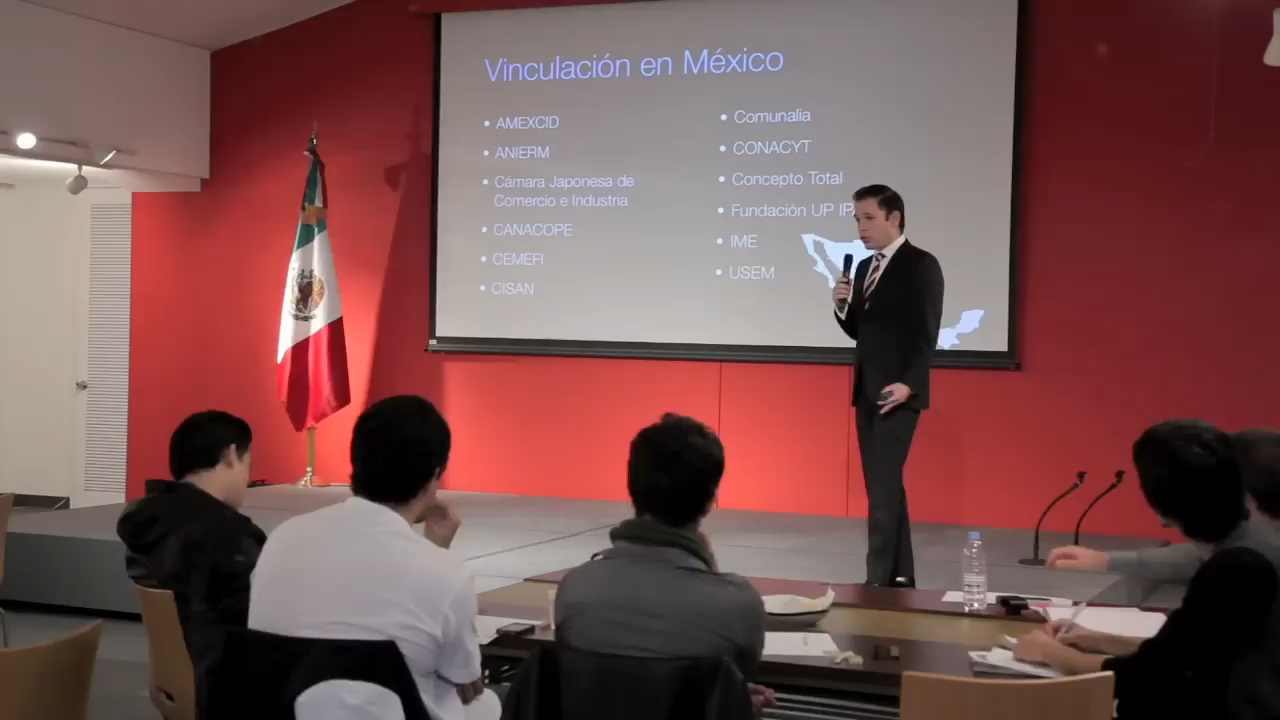 Vinculación en México
• AMEXCID
• ANIERM
• Cámara Japonesa de
Comercio e Industria
• CANACOPE
• CEMEFI
• CISAN
• Comunalia
• CONACYT
• Concepto Total
• Fundación UP
• IME
• USEM